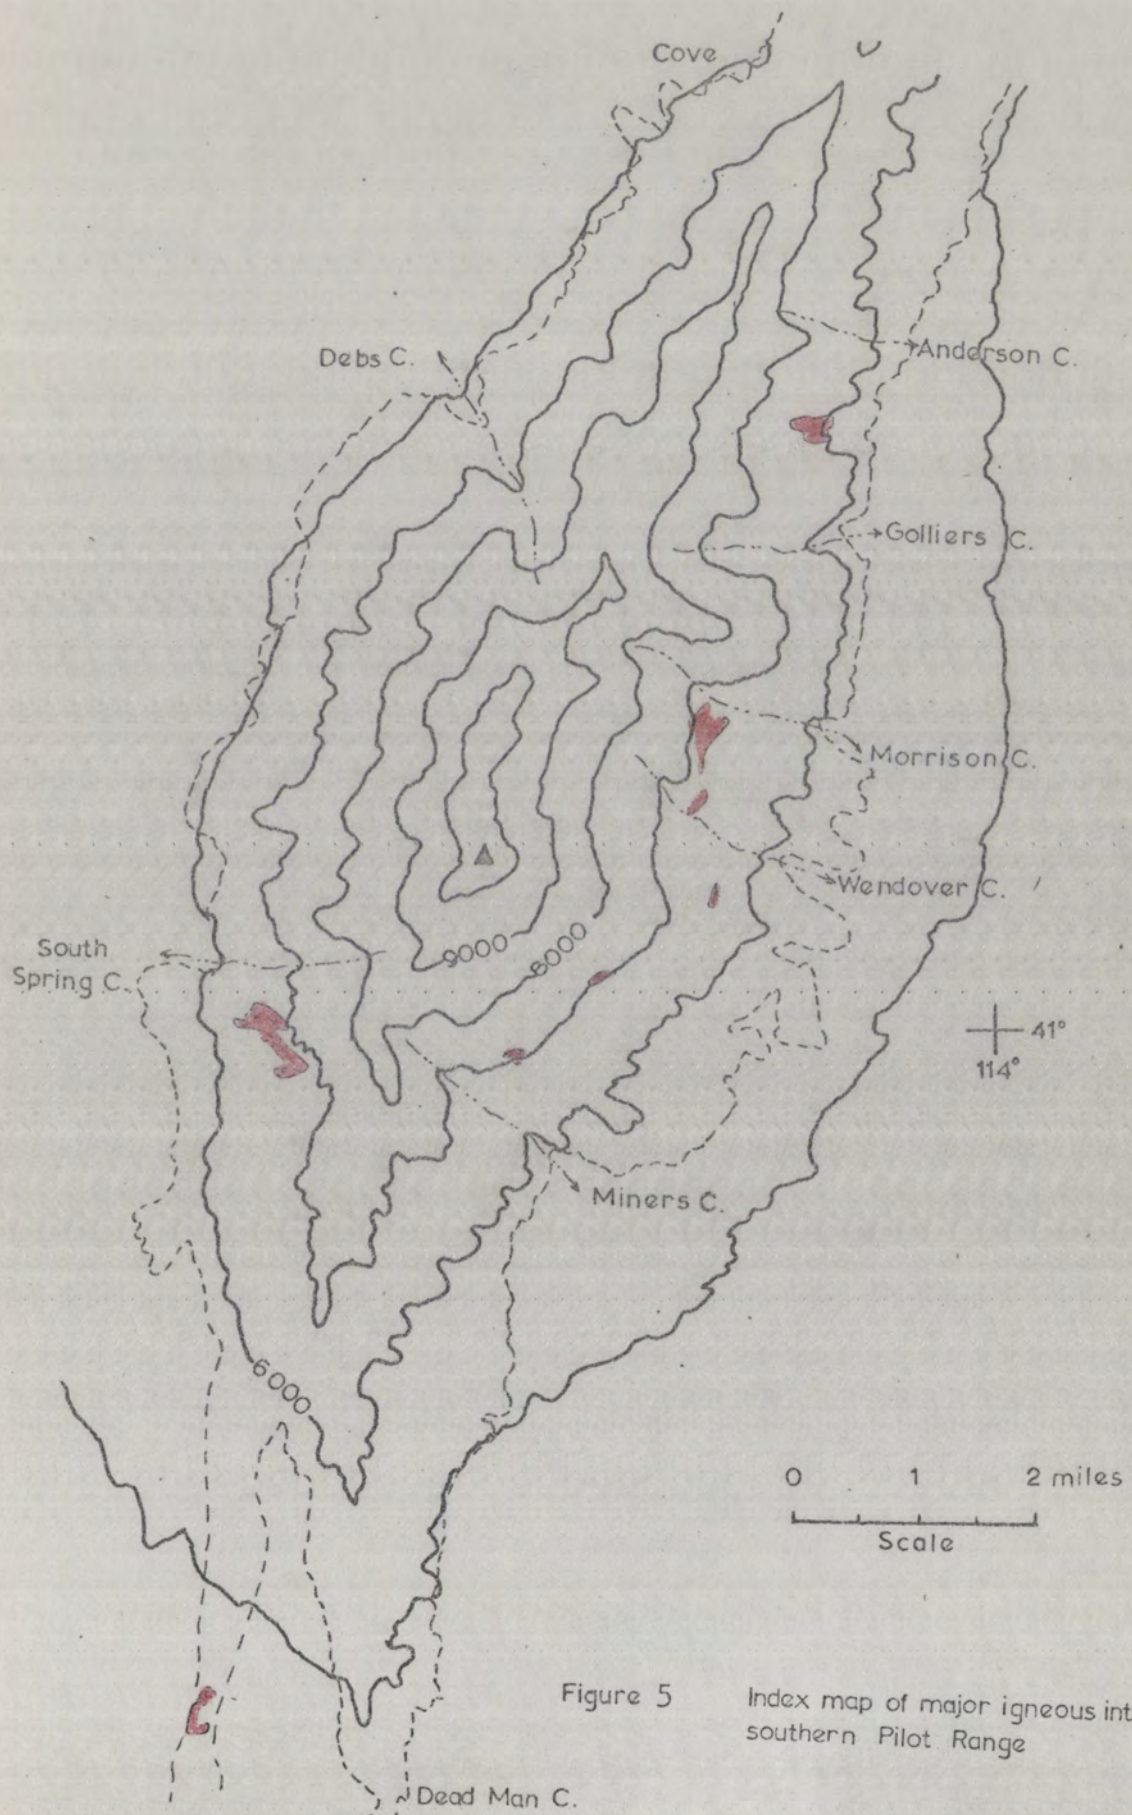 Cove
Debs C.
Anderson C.
Golliers C.
Morrison C.
Wendover C.
South
Spring C.
9000
8000
41°
114°
Miners C.
6000
0 1 2 miles
Scale
Figure 5 Index map of major igneous int
southern Pilot Range
Dead Man C.